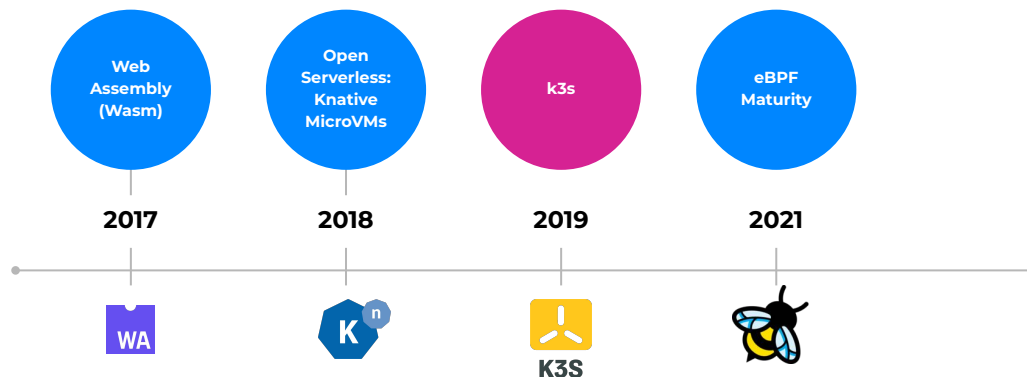 Web
Assembly
(Wasm)
Open
Serverless:
Knative
MicroVMs
k3s
eBPF
Maturity
2017
2018
2019
2021
WA
K
n
K3S